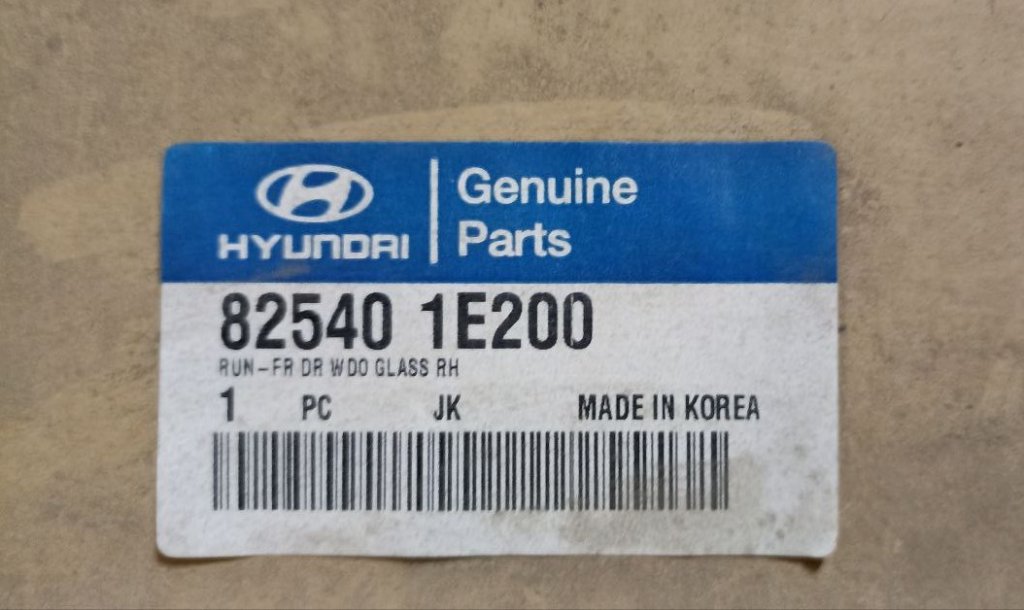 HYUNDAI
Genuine
Parts
82540 1E200
RUN-FR DR WDO GLASS RH
1 PC JK MADE IN KOREA